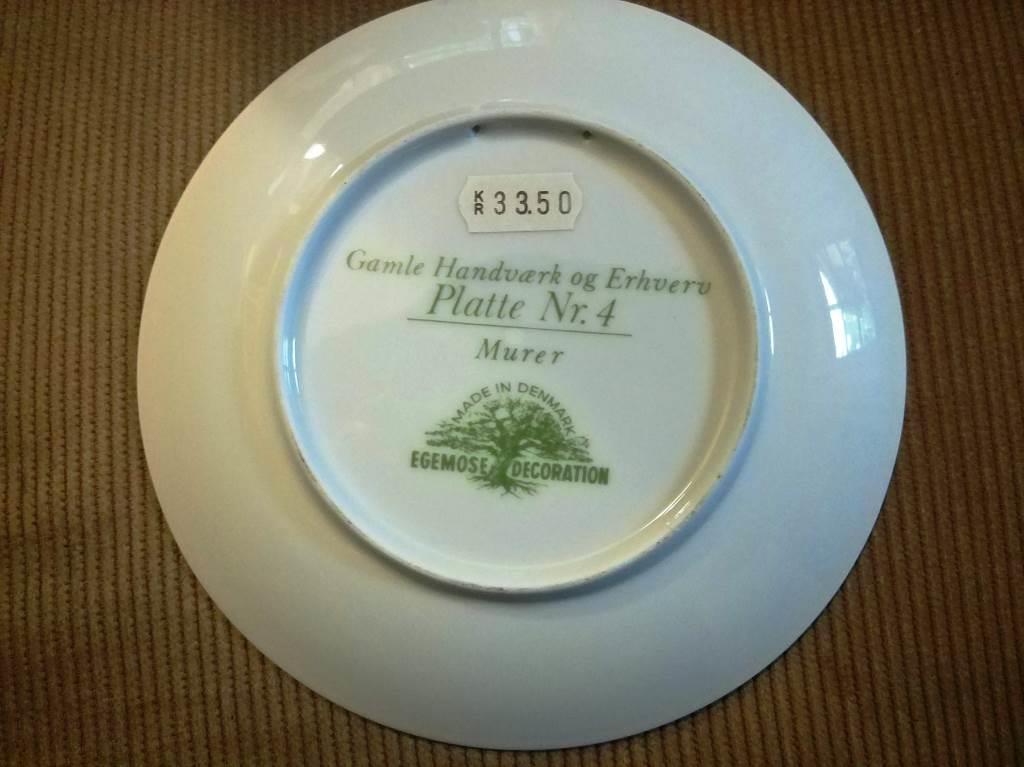 KR 33.50
Gamle Handværk og Erhverv
Platte Nr. 4
Murer
MADE IN DENMARK
EGEMOSE DECORATION